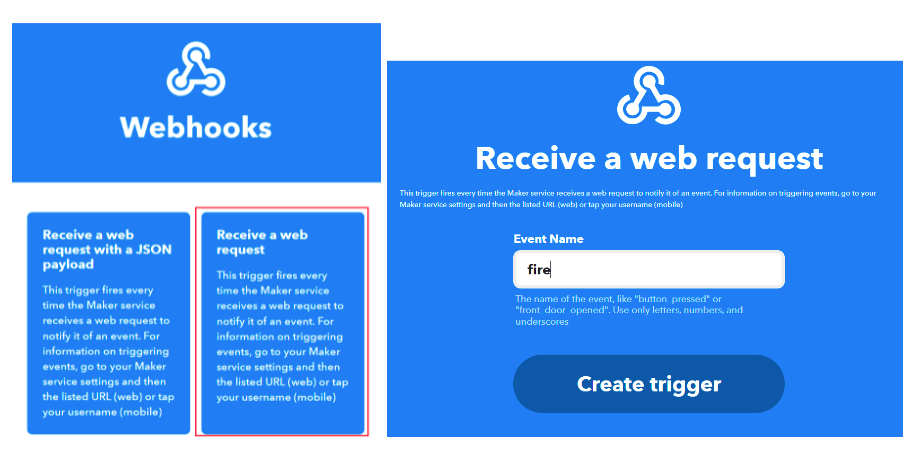 Webhooks
Receive a web
request with a JSON
payload
This trigger fires every
time the Maker service
receives a web request to
notify it of an event. For
information on triggering
events, go to your Maker
service settings and then
the listed URL (web) or tap
your username (mobile)
Receive a web
request
This trigger fires every
time the Maker service
receives a web request to
notify it of an event. For
information on triggering
events, go to your Maker
service settings and then
the listed URL (web) or tap
your username (mobile)
Receive a web request
This trigger fires every time the Maker service receives a web request to notify it of an event. For information on triggering events, go to your
Maker service settings and then the listed URL (web) or tap your username (mobile)
Event Name
fire
The name of the event, like "button_pressed" or
"front_door_opened". Use only letters, numbers, and
underscores
Create trigger